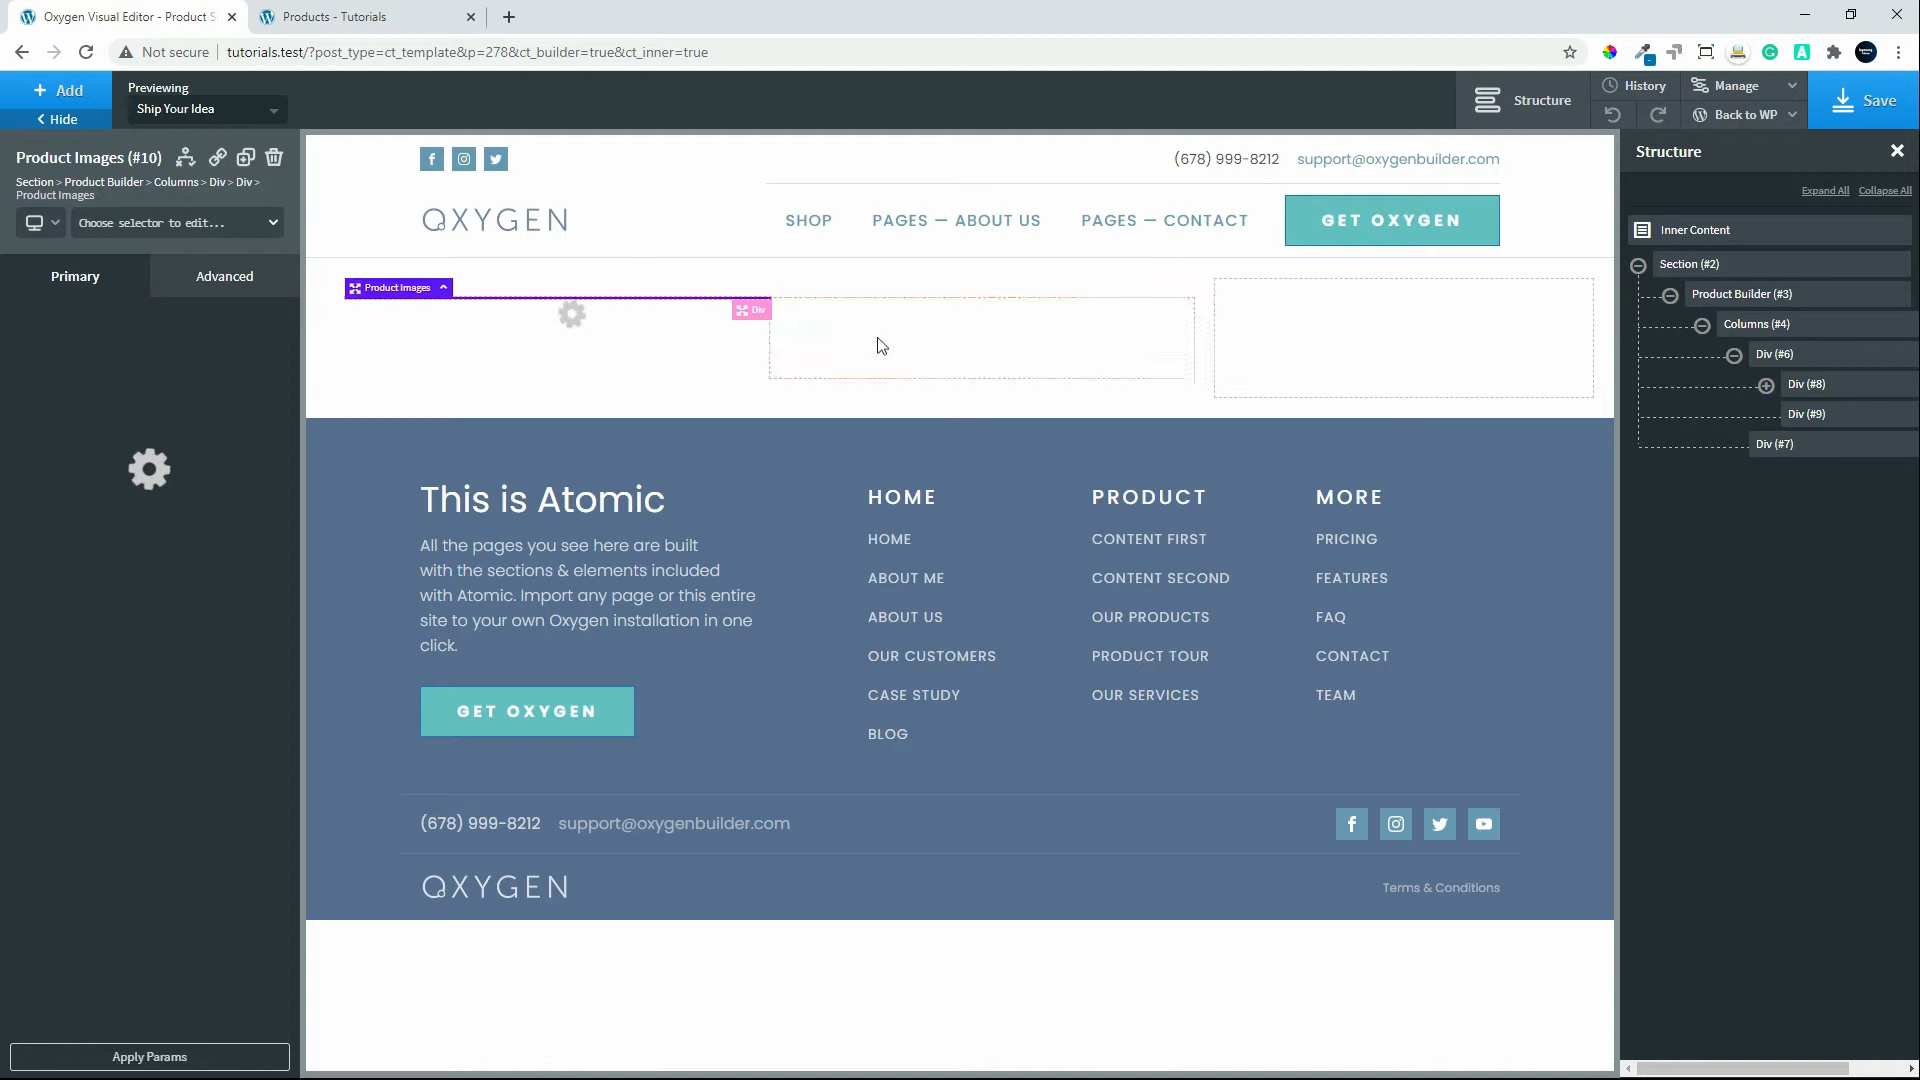 Oxygen Visual Editor - Product S
Products - Tutorials
Not secure
tutorials.test/?post_type=ct_template&p=278&ct_builder=true&ct_inner=true
+ Add
Hide
Previewing
Ship Your Idea
Structure
History
Manage
Back to WP
Save
Product Images (#10)
Section > Product Builder > Columns > Div > Div >
Product Images
Choose selector to edit...
Primary
Advanced
Apply Params
(678) 999-8212
support@oxygenbuilder.com
OXYGEN
SHOP
PAGES — ABOUT US
PAGES — CONTACT
GET OXYGEN
Product Images
Div
This is Atomic
All the pages you see here are built
with the sections & elements included
with Atomic. Import any page or this entire
site to your own Oxygen installation in one
click.
GET OXYGEN
HOME
HOME
ABOUT ME
ABOUT US
OUR CUSTOMERS
CASE STUDY
BLOG
PRODUCT
CONTENT FIRST
CONTENT SECOND
OUR PRODUCTS
PRODUCT TOUR
OUR SERVICES
MORE
PRICING
FEATURES
FAQ
CONTACT
TEAM
(678) 999-8212
support@oxygenbuilder.com
OXYGEN
Terms & Conditions
Structure
Expand All
Collapse All
Inner Content
Section (#2)
Product Builder (#3)
Columns (#4)
Div (#6)
Div (#8)
Div (#9)
Div (#7)